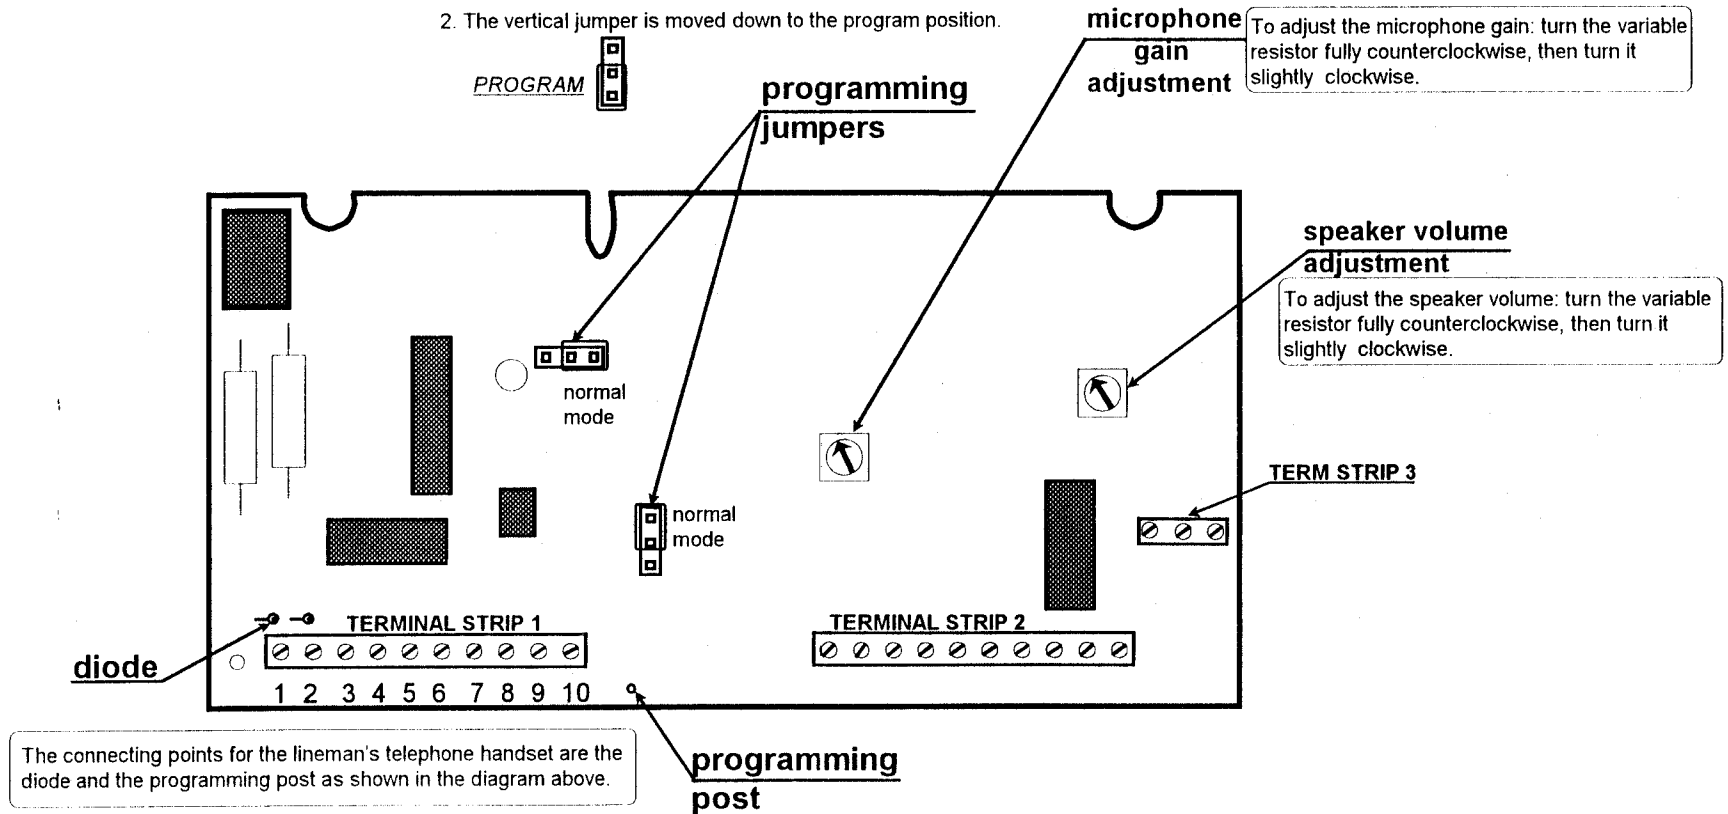 2. The vertical jumper is moved down to the program position.
PROGRAM
programming
jumpers
microphone
gain
adjustment
To adjust the microphone gain: turn the variable
resistor fully counterclockwise, then turn it
slightly clockwise.
speaker volume
adjustment
To adjust the speaker volume: turn the variable
resistor fully counterclockwise, then turn it
slightly clockwise.
normal
mode
normal
mode
TERM STRIP 3
TERMINAL STRIP 1
TERMINAL STRIP 2
diode
1 2 3 4 5 6 7 8 9 10
The connecting points for the lineman's telephone handset are the
diode and the programming post as shown in the diagram above.
programming
post